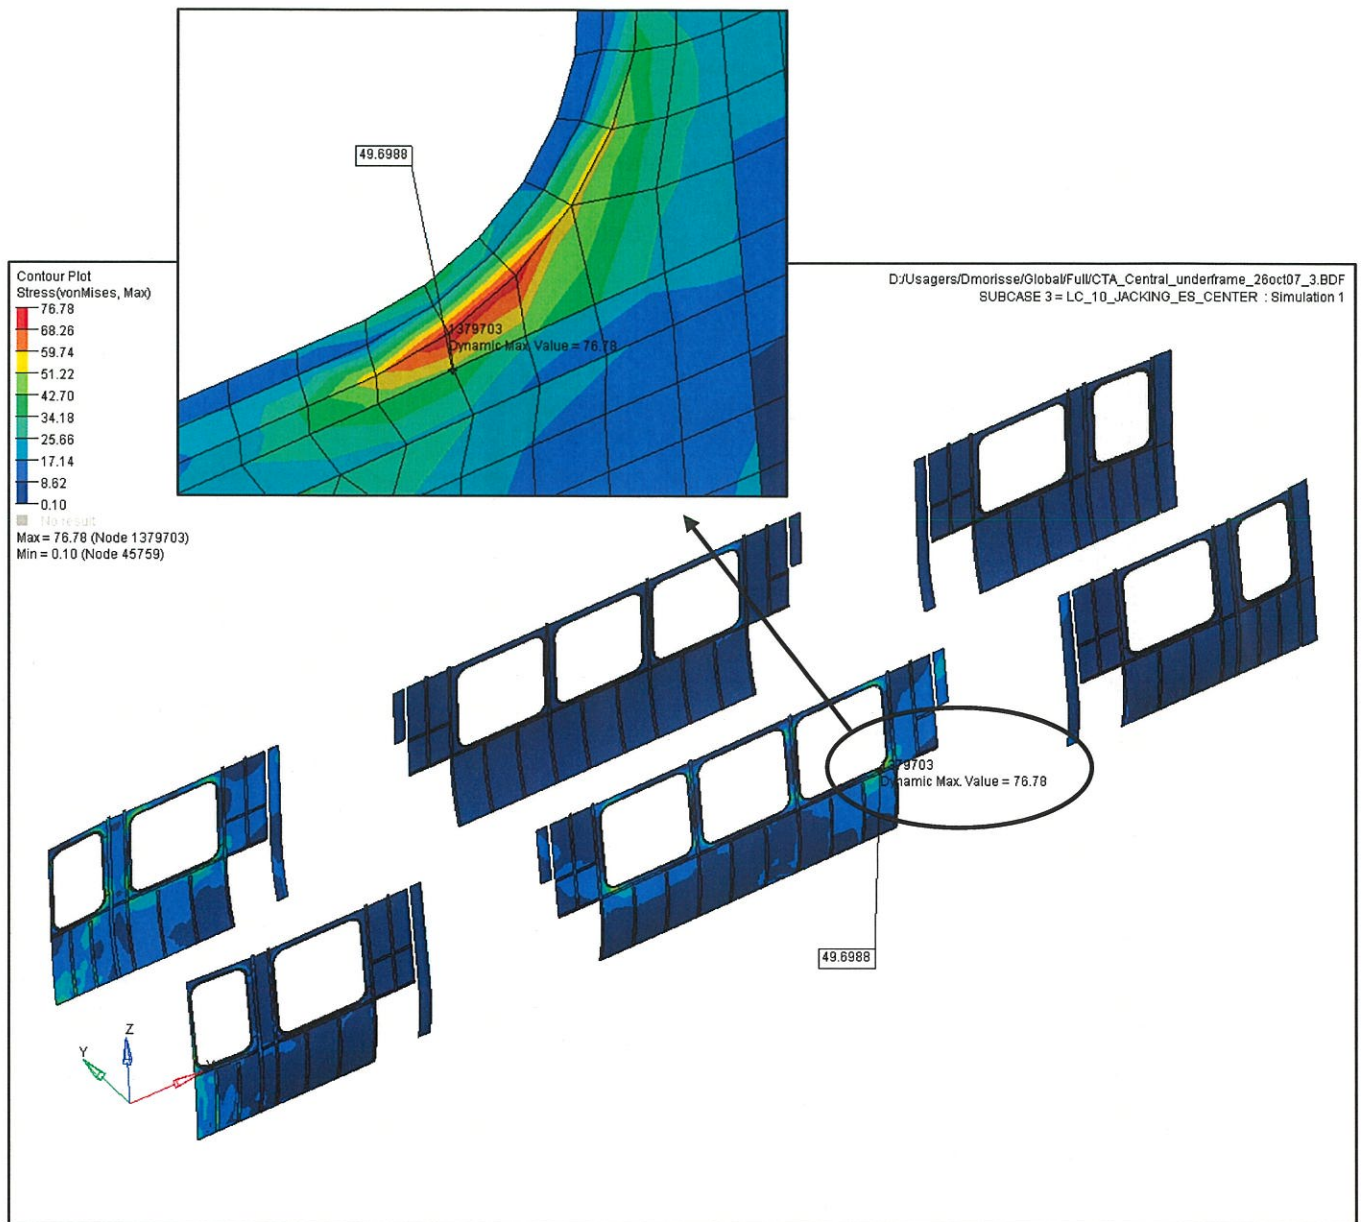 49.6988
1379703
Dynamic Max. Value = 76.78
Contour Plot
Stress(vonMises, Max)
76.78
68.26
59.74
51.22
42.70
34.18
25.66
17.14
8.62
0.10
No result
Max = 76.78 (Node 1379703)
Min = 0.10 (Node 45759)
D:/Usagers/Dmorisse/Global/Full/CTA_Central_underframe_26oct07_3.BDF
SUBCASE 3 = LC_10_JACKING_E8_CENTER : Simulation 1
1379703
Dynamic Max. Value = 76.78
49.6988
Z
Y
X